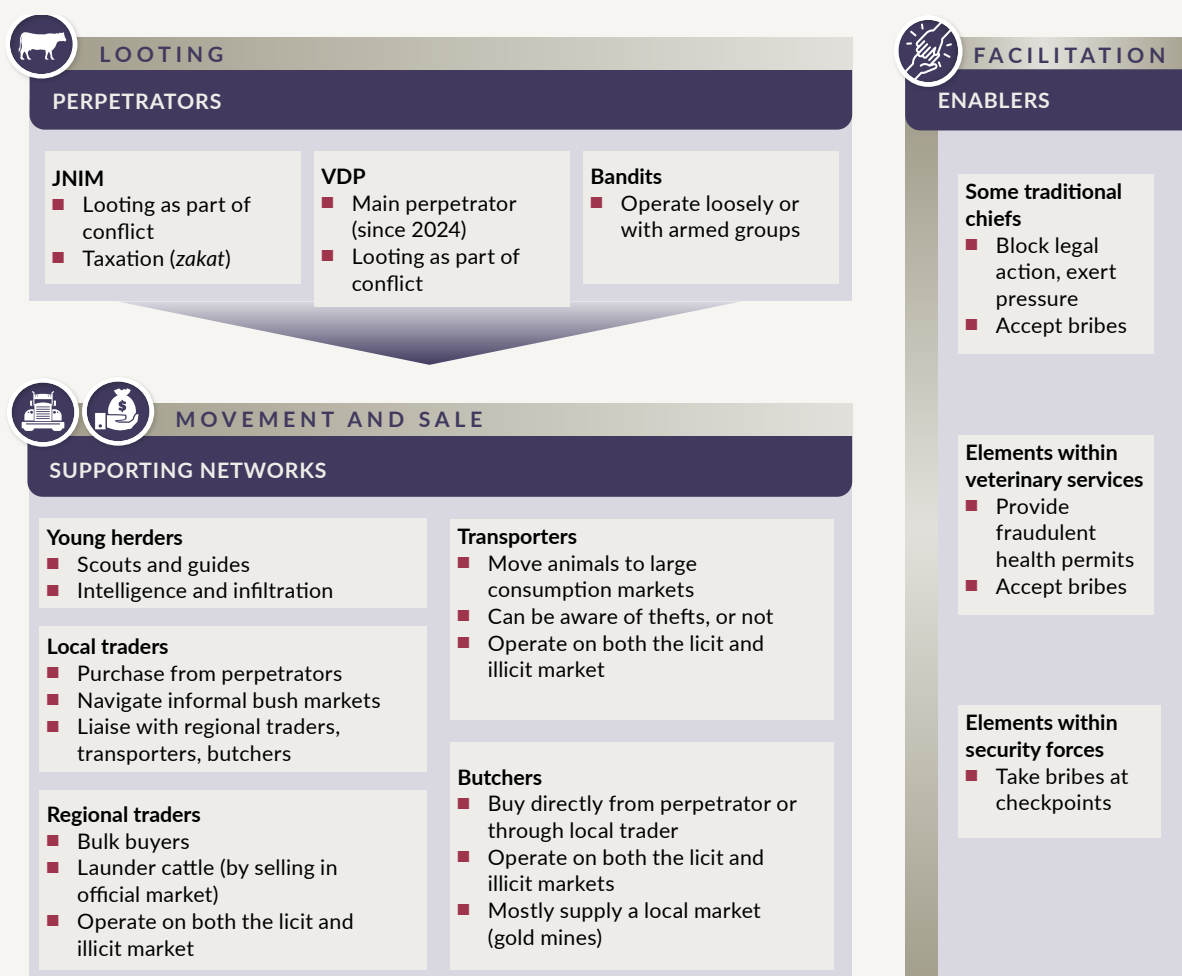 LOOTING
PERPETRATORS
JNIM
Looting as part of
conflict
Taxation (zakat)
VDP
Main perpetrator
(since 2024)
Looting as part of
conflict
Bandits
Operate loosely or
with armed groups
MOVEMENT AND SALE
SUPPORTING NETWORKS
Young herders
Scouts and guides
Intelligence and infiltration
Local traders
Purchase from perpetrators
Navigate informal bush markets
Liaise with regional traders,
transporters, butchers
Regional traders
Bulk buyers
Launder cattle (by selling in
official market)
Operate on both the licit and
illicit market
Transporters
Move animals to large
consumption markets
Can be aware of thefts, or not
Operate on both the licit and
illicit market
Butchers
Buy directly from perpetrator or
through local trader
Operate on both the licit and
illicit markets
Mostly supply a local market
(gold mines)
FACILITATION
ENABLERS
Some traditional
chiefs
Block legal
action, exert
pressure
Accept bribes
Elements within
veterinary services
Provide
fraudulent
health permits
Accept bribes
Elements within
security forces
Take bribes at
checkpoints